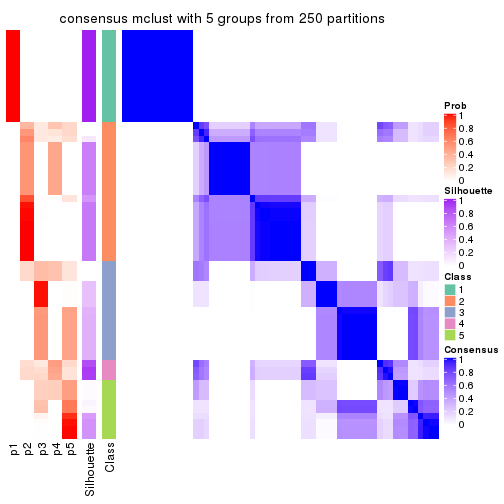 consensus mclust with 5 groups from 250 partitions
Prob
1
0.8
0.6
0.4
0.2
0
Silhouette
1
0.8
0.6
0.4
0.2
0
Class
1
2
3
4
5
Consensus
1
0.8
0.6
0.4
0.2
0
p1
p2
p3
p4
p5
Silhouette
Class